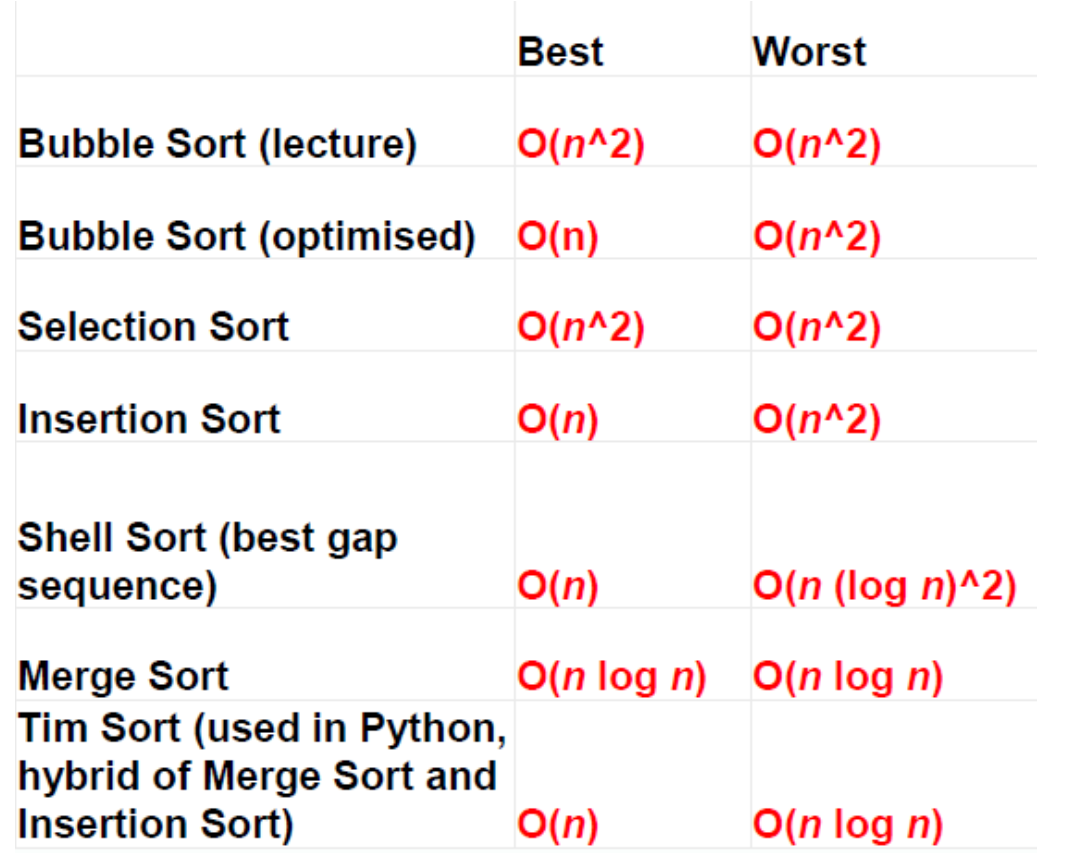 Best Worst
Bubble Sort (lecture) O(n^2) O(n^2)
Bubble Sort (optimised) O(n) O(n^2)
Selection Sort O(n^2) O(n^2)
Insertion Sort O(n) O(n^2)
Shell Sort (best gap
sequence) O(n) O(n (log n)^2)
Merge Sort O(n log n) O(n log n)
Tim Sort (used in Python,
hybrid of Merge Sort and
Insertion Sort) O(n) O(n log n)